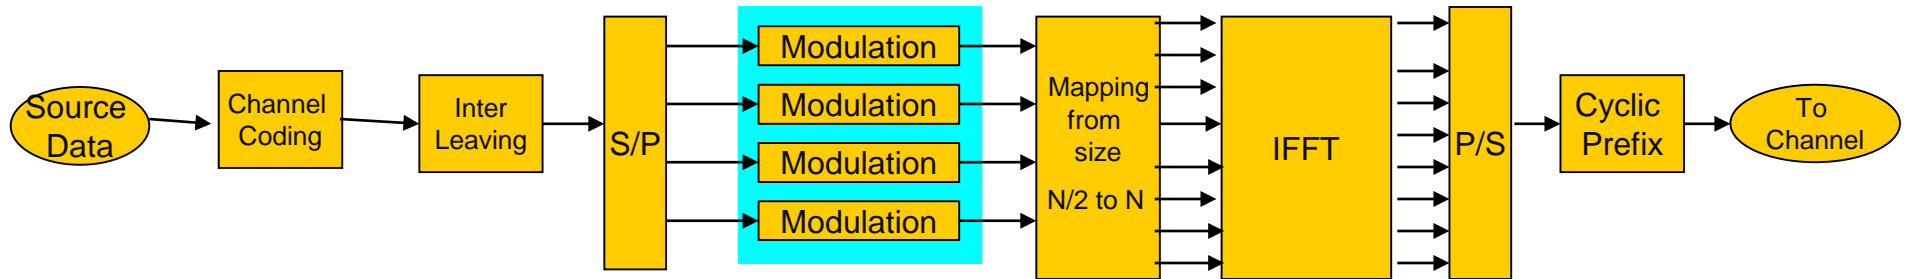 Source
Data
Channel
Coding
Inter
Leaving
S/P
Modulation
Modulation
Modulation
Modulation
Mapping
from
size
N/2 to N
IFFT
P/S
Cyclic
Prefix
To
Channel